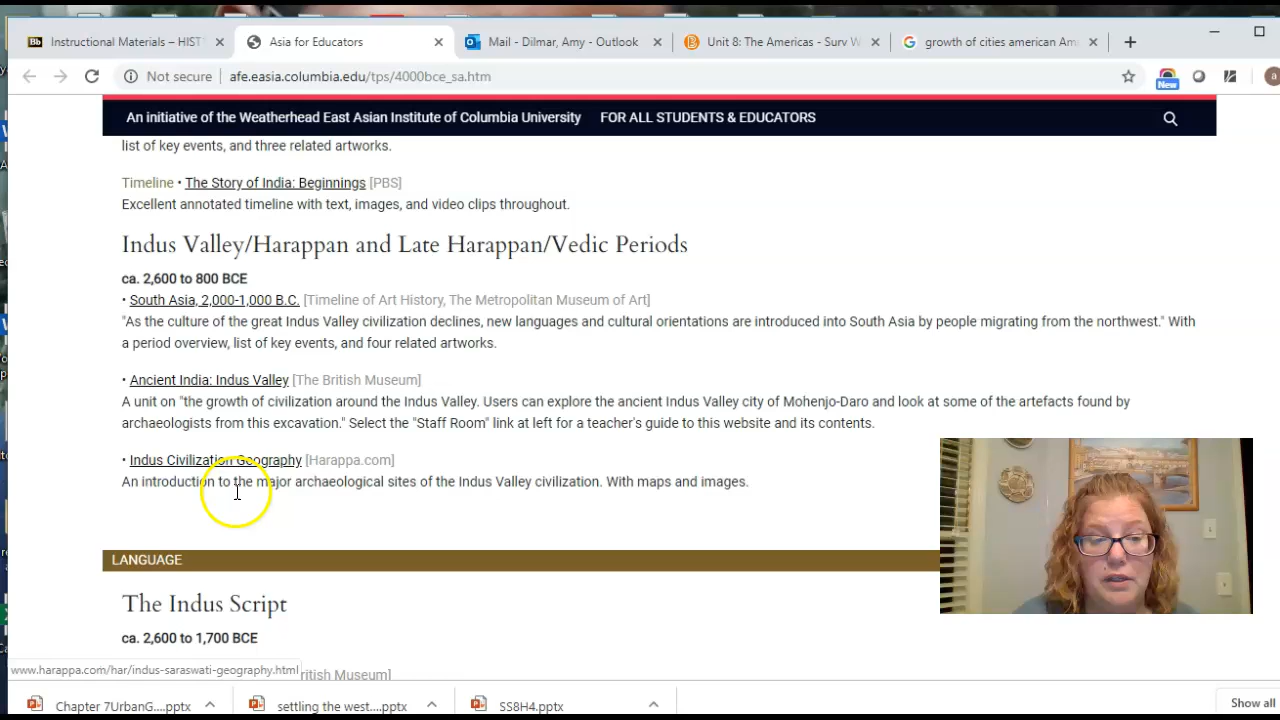 Bb Instructional Materials – HIST
Asia for Educators
Mail - Dilmar, Amy - Outlook
Unit 8: The Americas - Surv W
growth of cities american Am
Not secure
afe.easia.columbia.edu/tps/4000bce_sa.htm
New
a
An initiative of the Weatherhead East Asian Institute of Columbia University FOR ALL STUDENTS & EDUCATORS
list of key events, and three related artworks.
Timeline • The Story of India: Beginnings [PBS]
Excellent annotated timeline with text, images, and video clips throughout.
Indus Valley/Harappan and Late Harappan/Vedic Periods
ca. 2,600 to 800 BCE
• South Asia, 2,000-1,000 B.C. [Timeline of Art History, The Metropolitan Museum of Art]
"As the culture of the great Indus Valley civilization declines, new languages and cultural orientations are introduced into South Asia by people migrating from the northwest." With
a period overview, list of key events, and four related artworks.
• Ancient India: Indus Valley [The British Museum]
A unit on "the growth of civilization around the Indus Valley. Users can explore the ancient Indus Valley city of Mohenjo-Daro and look at some of the artefacts found by
archaeologists from this excavation." Select the "Staff Room" link at left for a teacher's guide to this website and its contents.
• Indus Civilization Geography [Harappa.com]
An introduction to the major archaeological sites of the Indus Valley civilization. With maps and images.
LANGUAGE
The Indus Script
ca. 2,600 to 1,700 BCE
www.harappa.com/har/indus-saraswati-geography.html
ritish Museum]
Chapter 7UrbanG....pptx
settling the west....pptx
SS8H4.pptx
Show all